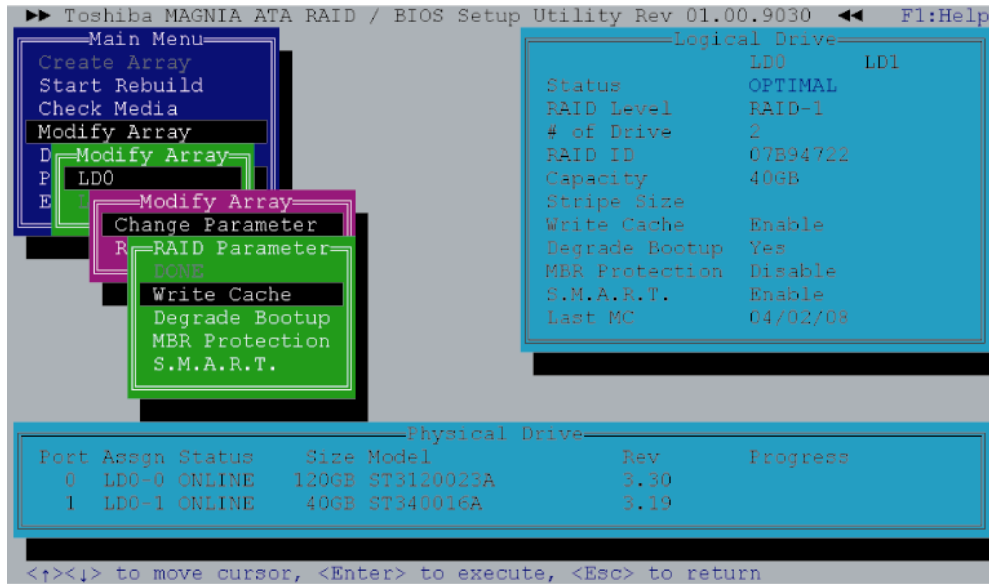 ►► Toshiba MAGNIA ATA RAID / BIOS Setup Utility Rev 01.00.9030 ◄◄ F1:Help
Main Menu
Create Array
Start Rebuild
Check Media
Modify Array
D
P
E
Modify Array
LD0
Modify Array
Change Parameter
R
RAID Parameter
DONE
Write Cache
Degrade Bootup
MBR Protection
S.M.A.R.T.
Logical Drive
LD0 LD1
Status OPTIMAL
RAID Level RAID-1
# of Drive 2
RAID ID 07B94722
Capacity 40GB
Stripe Size
Write Cache Enable
Degrade Bootup Yes
MBR Protection Disable
S.M.A.R.T. Enable
Last MC 04/02/08
Physical Drive
Port Assgn Status Size Model Rev Progress
0 LD0-0 ONLINE 120GB ST3120023A 3.30
1 LD0-1 ONLINE 40GB ST340016A 3.19
<↑><↓> to move cursor, <Enter> to execute, <Esc> to return